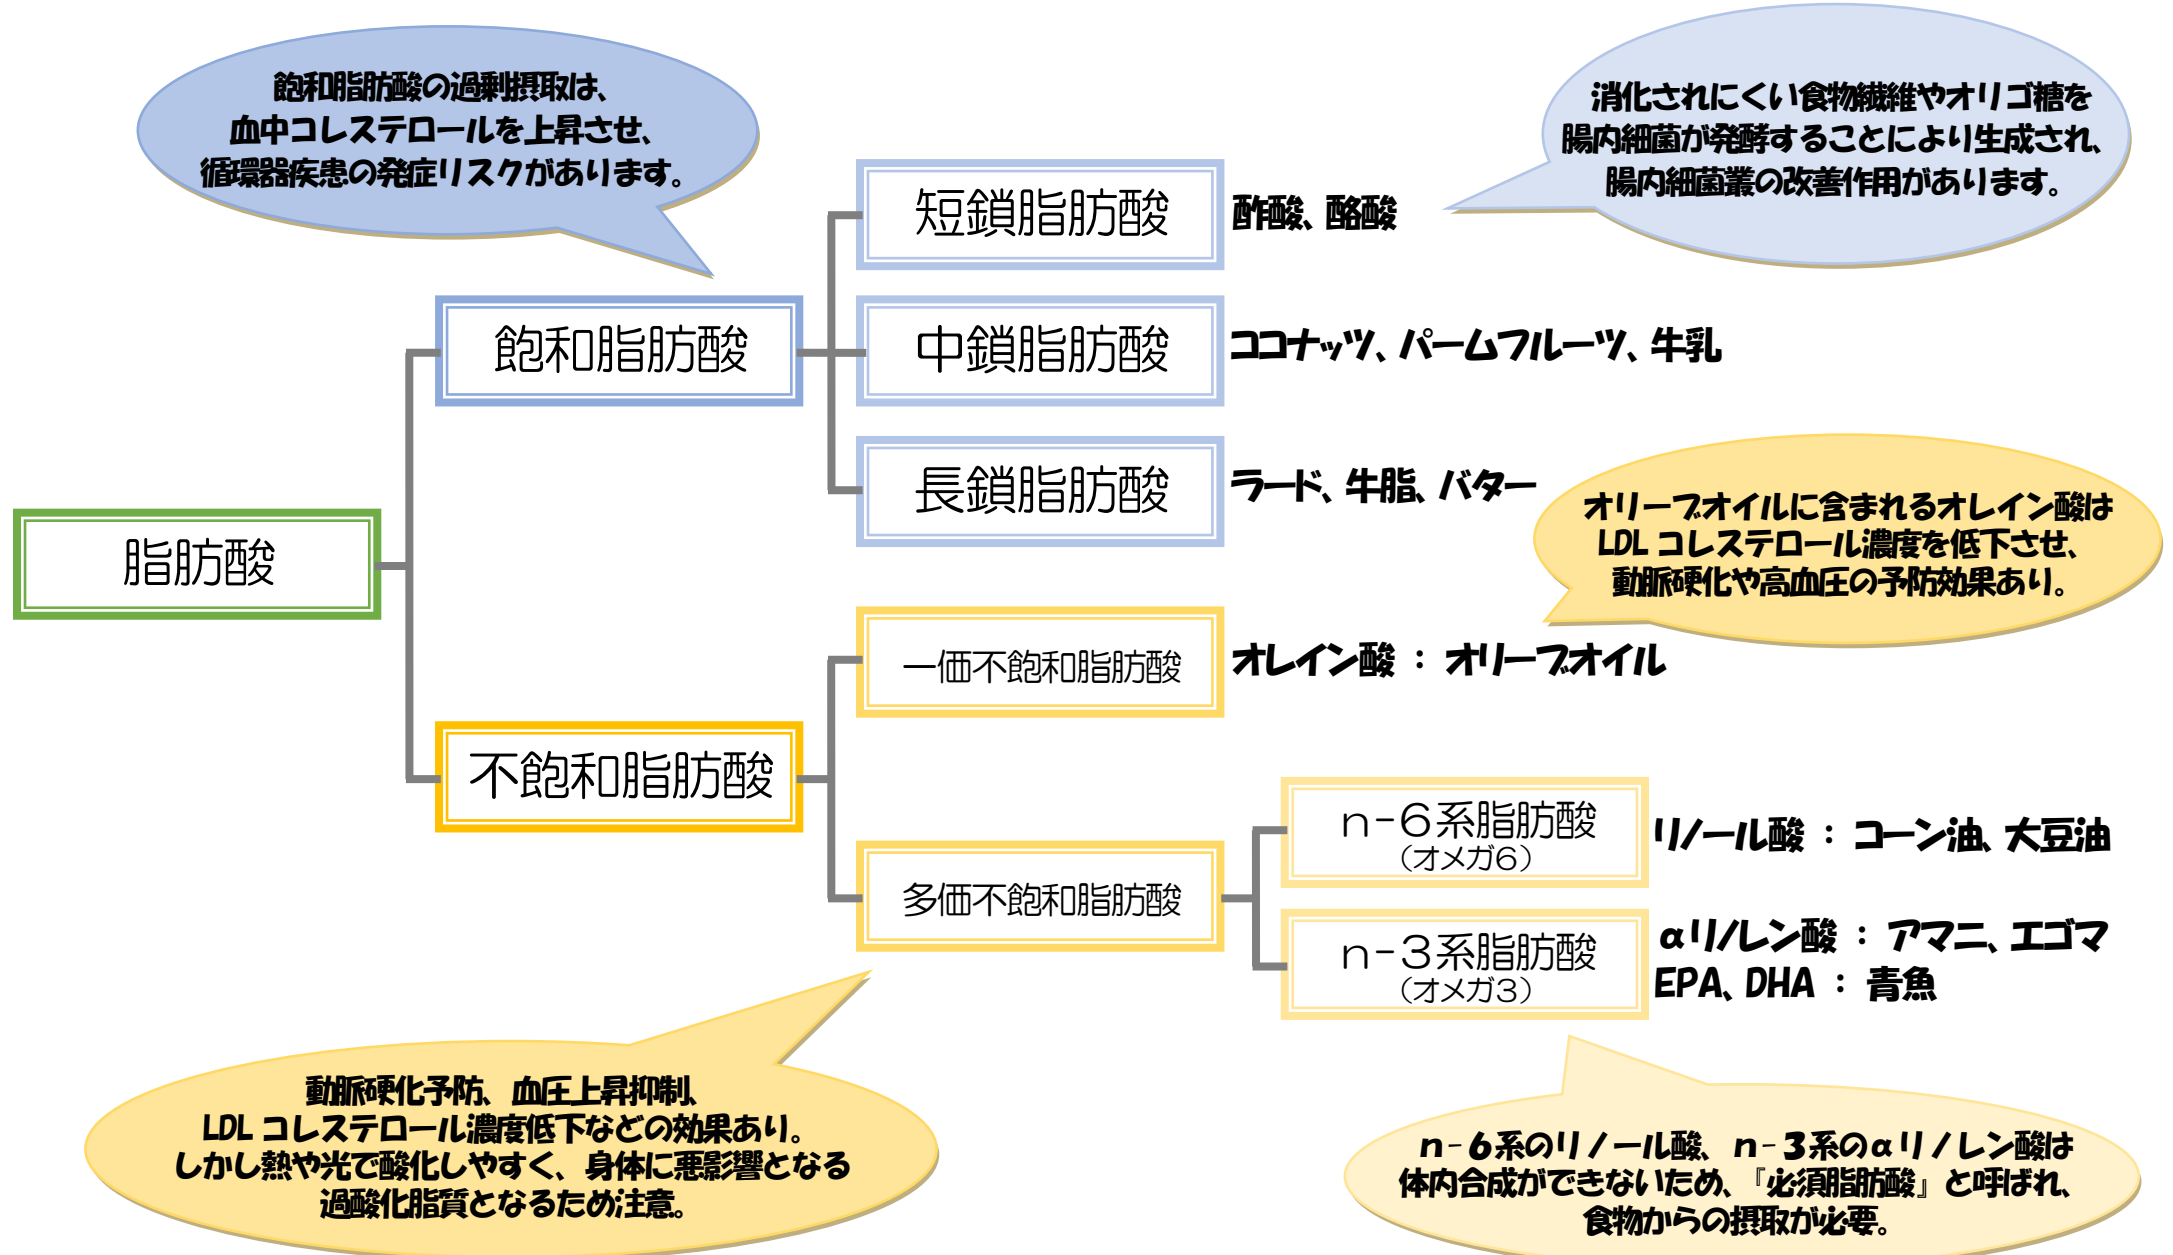 飽和脂肪酸の過剰摂取は、
血中コレステロールを上昇させ、
循環器疾患の発症リスクがあります。
消化されにくい食物繊維やオリゴ糖を
腸内細菌が発酵することにより生成され、
腸内細菌叢の改善作用があります。
短鎖脂肪酸
酢酸、酪酸
飽和脂肪酸
中鎖脂肪酸
ココナッツ、パームフルーツ、牛乳
長鎖脂肪酸
ラード、牛脂、バター
オリーブオイルに含まれるオレイン酸は
LDL コレステロール濃度を低下させ、
動脈硬化や高血圧の予防効果あり。
脂肪酸
一価不飽和脂肪酸
オレイン酸 : オリーブオイル
不飽和脂肪酸
n-6系脂肪酸
(オメガ6)
リノール酸 : コーン油、大豆油
多価不飽和脂肪酸
n-3系脂肪酸
(オメガ3)
αリノレン酸 : アマニ、エゴマ
EPA、DHA : 青魚
動脈硬化予防、血圧上昇抑制、
LDL コレステロール濃度低下などの効果あり。
しかし熱や光で酸化しやすく、身体に悪影響となる
過酸化脂質となるため注意。
n-6系のリノール酸、n-3系のαリノレン酸は
体内合成ができないため、『必須脂肪酸』と呼ばれ、
食物からの摂取が必要。